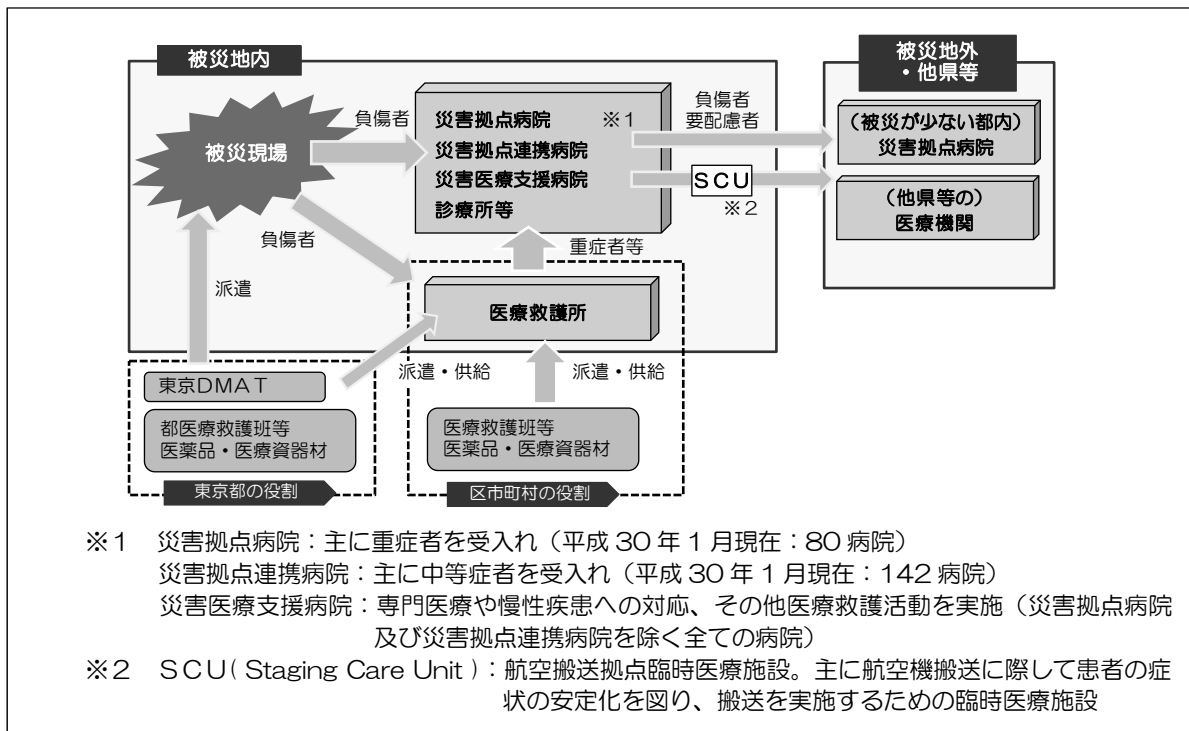 被災地内
被災地外
・他県等
負傷者
被災現場
災害拠点病院 ※1
災害拠点連携病院
災害医療支援病院
診療所等
負傷者
要配慮者
SCU
※2
(被災が少ない都内)
災害拠点病院
(他県等の)
医療機関
負傷者
重症者等
派遣
医療救護所
派遣・供給
派遣・供給
東京DMAT
都医療救護班等
医薬品・医療資器材
医療救護班等
医薬品・医療資器材
東京都の役割
区市町村の役割
※1 災害拠点病院:主に重症者を受入れ(平成30年1月現在:80病院)
災害拠点連携病院:主に中等症者を受入れ(平成30年1月現在:142病院)
災害医療支援病院:専門医療や慢性疾患への対応、その他医療救護活動を実施(災害拠点病院
及び災害拠点連携病院を除く全ての病院)
※2 SCU(Staging Care Unit):航空搬送拠点臨時医療施設。主に航空機搬送に際して患者の症
状の安定化を図り、搬送を実施するための臨時医療施設